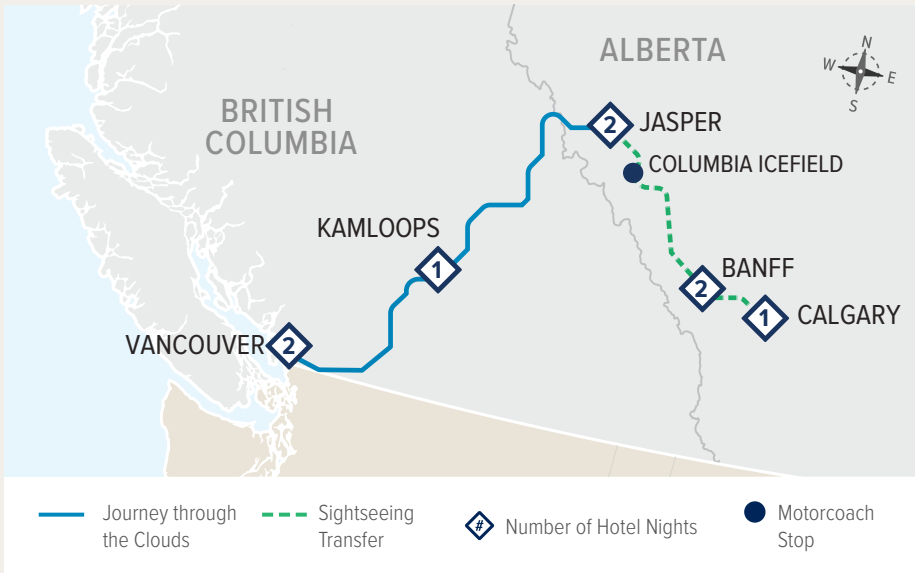 ALBERTA
N
W
E
S
BRITISH
COLUMBIA
2
JASPER
COLUMBIA ICEFIELD
KAMLOOPS
1
BANFF
2
1
CALGARY
VANCOUVER
2
Journey through
the Clouds
Sightseeing
Transfer
#
Number of Hotel Nights
Motorcoach
Stop